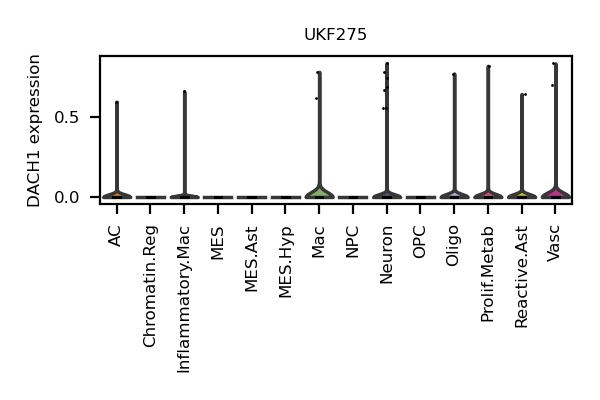 UKF275
DACH1 expression
0.5
0.0
AC
Chromatin.Reg
Inflammatory.Mac
MES
MES.Ast
MES.Hyp
Mac
NPC
Neuron
OPC
Oligo
Prolif.Metab
Reactive.Ast
Vasc